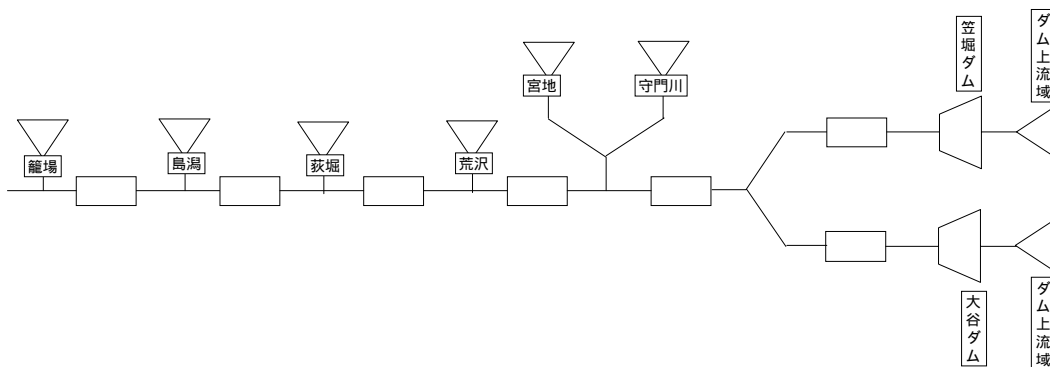 籠場
島潟
荻堀
荒沢
宮地
守門川
笠堀ダム
ダム上流域
大谷ダム
ダム上流域